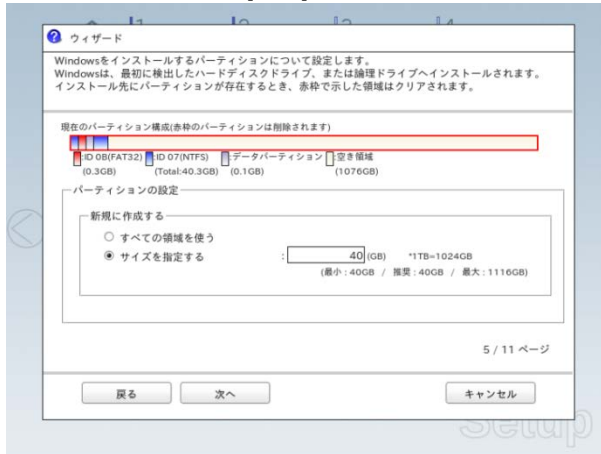 ウィザード
Windowsをインストールするパーティションについて設定します。
Windowsは、最初に検出したハードディスクドライブ、または論理ドライブへインストールされます。
インストール先にパーティションが存在するとき、赤枠で示した領域はクリアされます。
現在のパーティション構成(赤枠のパーティションは削除されます)
:ID 0B(FAT32) :ID 07(NTFS) :データパーティション :空き領域
(0.3GB) (Total:40.3GB) (0.1GB) (1076GB)
パーティションの設定
新規に作成する
すべての領域を使う
サイズを指定する : 40 (GB) *1TB=1024GB
(最小 : 40GB / 推奨 : 40GB / 最大 : 1116GB)
5 / 11 ページ
戻る 次へ キャンセル
Setup